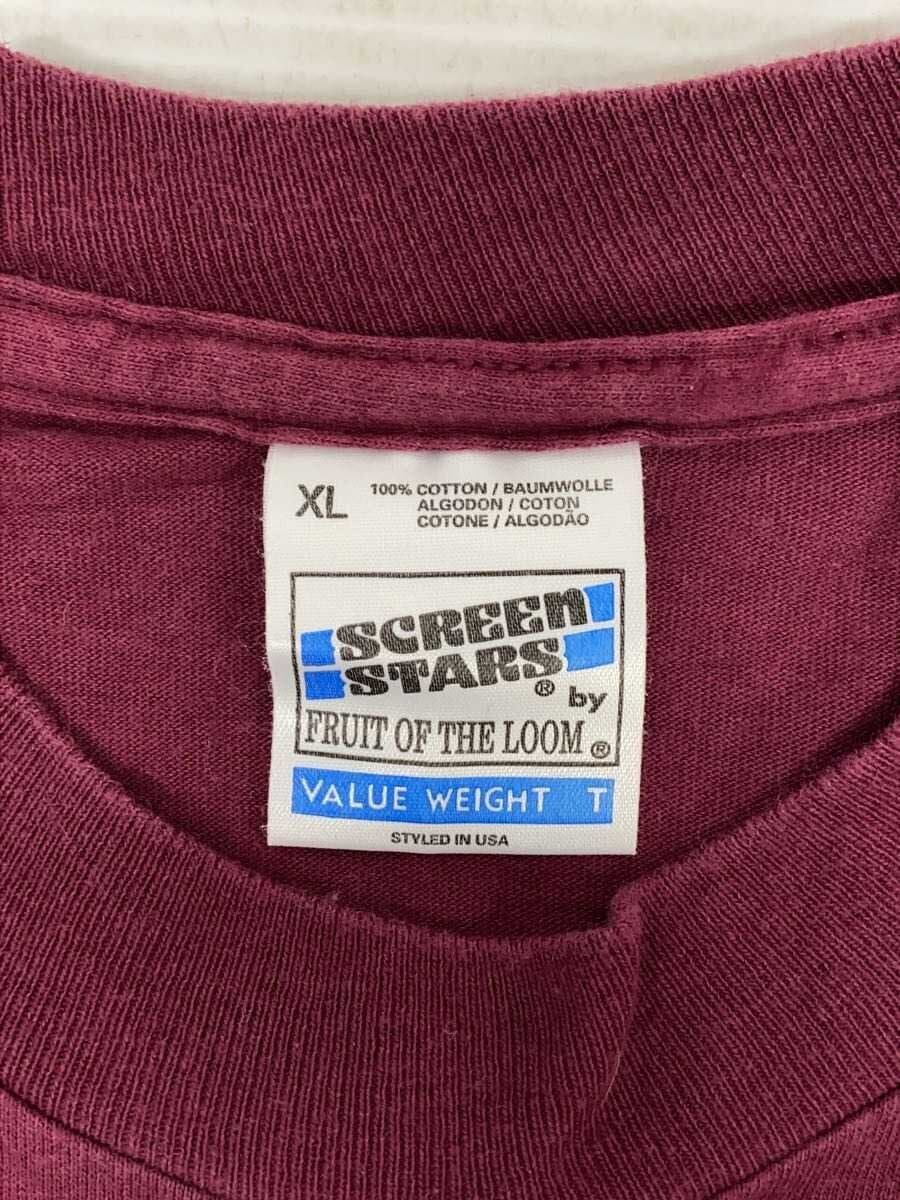 XL
100% COTTON / BAUMWOLLE
ALGODON / COTON
COTONE / ALGODÃO
SCREEN
STARS®
by
FRUIT OF THE LOOM®
VALUE WEIGHT T
STYLED IN USA